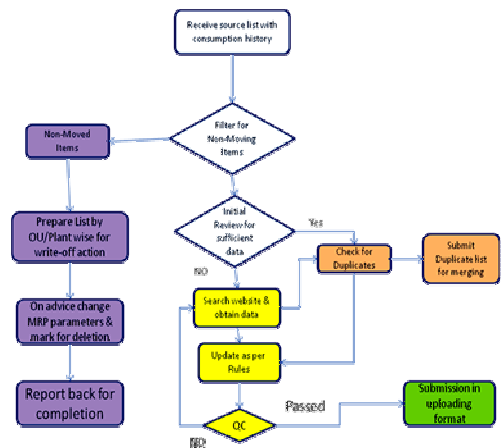 Receive source list with
consumption history
Filter for
Non-Moving
Items
Non-Moved
Items
Initial
Review for
sufficient
data
Yes
Prepare List by
OU/Plant wise for
write-off action
Check for
Duplicates
Submit
Duplicate list
for merging
NO
Search website &
obtain data
On advice change
MRP parameters &
mark for deletion.
Update as per
Rules
Report back for
completion
Passed
Submission in
uploading
format
QC